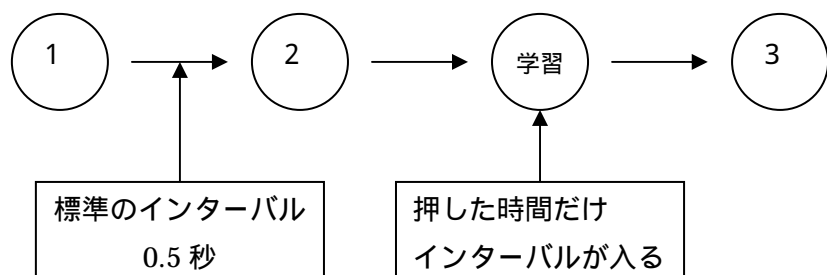 1
2
学習
3
標準のインターバル
0.5 秒
押した時間だけ
インターバルが入る